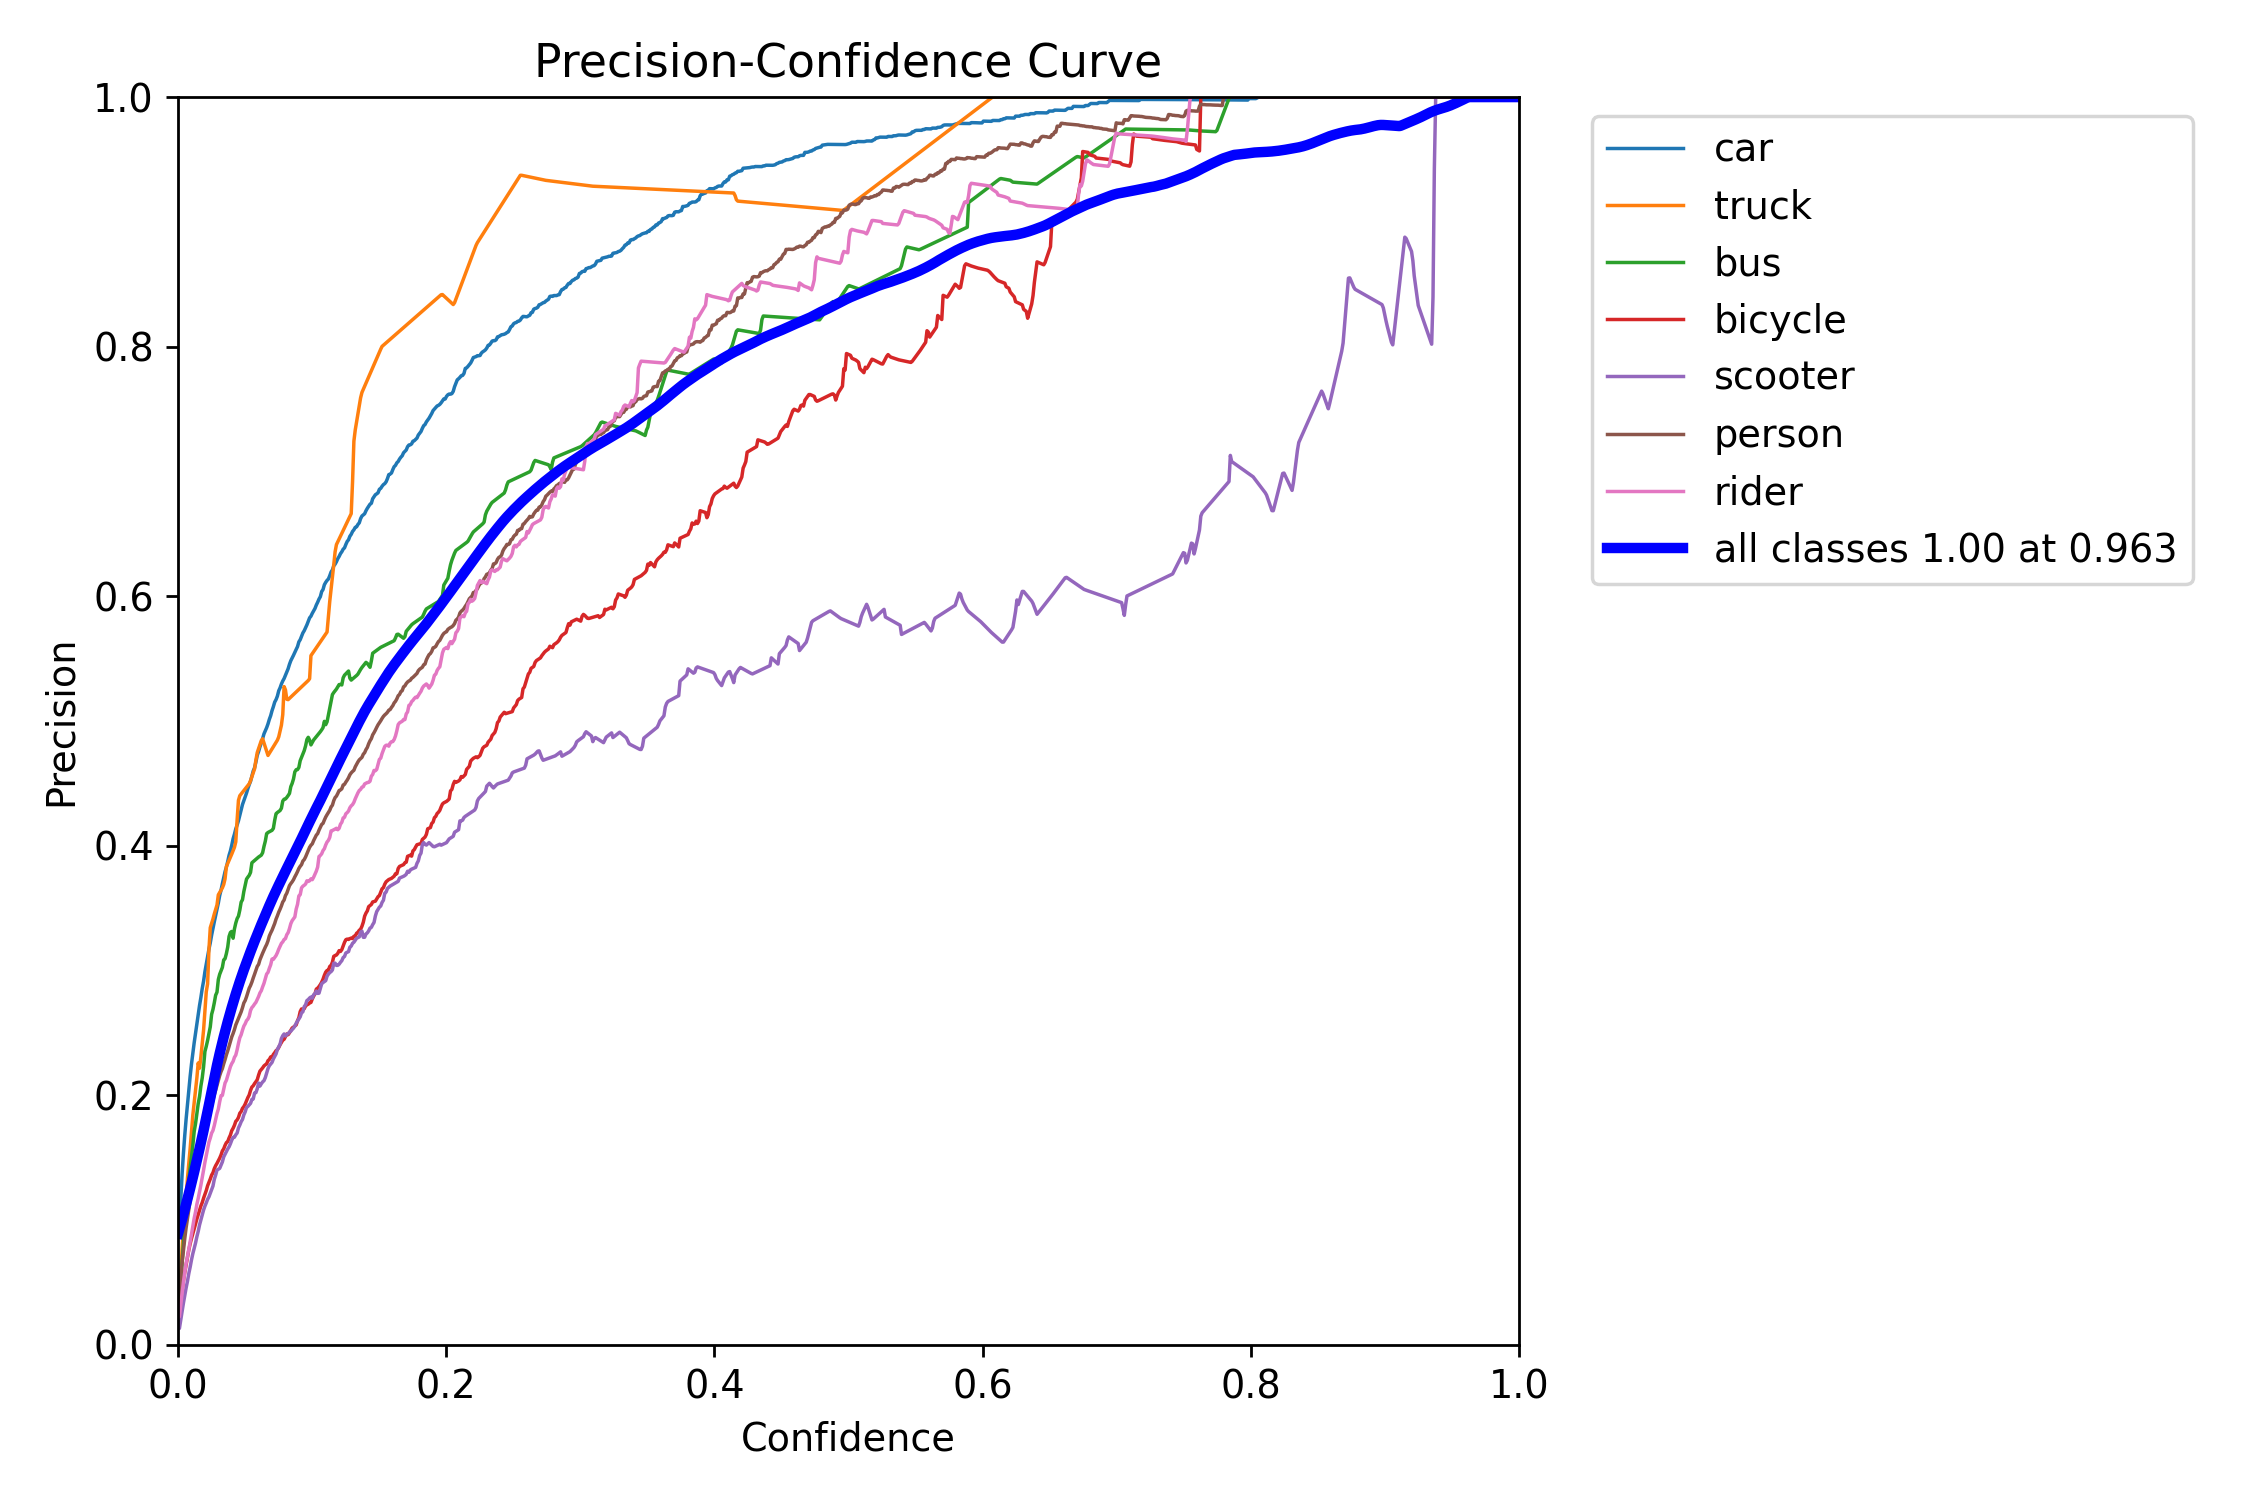 Precision-Confidence Curve
1.0
0.8
0.6
0.4
0.2
0.0
Precision
0.0 0.2 0.4 0.6 0.8 1.0
Confidence
car
truck
bus
bicycle
scooter
person
rider
all classes 1.00 at 0.963